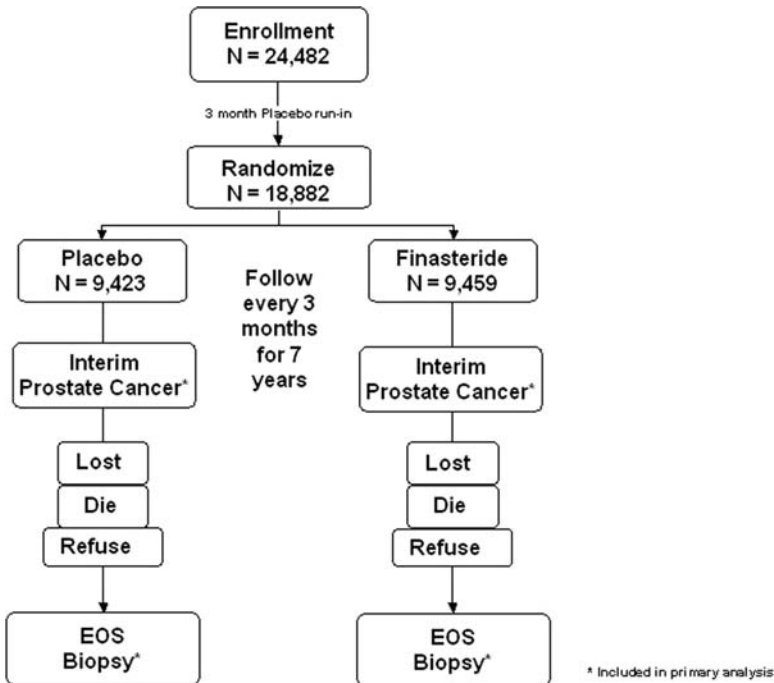 Enrollment
N = 24,482
3 month Placebo run-in
Randomize
N = 18,882
Placebo
N = 9,423
Finasteride
N = 9,459
Follow
every 3
months
for 7
years
Interim
Prostate Cancer*
Interim
Prostate Cancer*
Lost
Lost
Die
Die
Refuse
Refuse
EOS
Biopsy*
EOS
Biopsy*
* Included in primary analysis